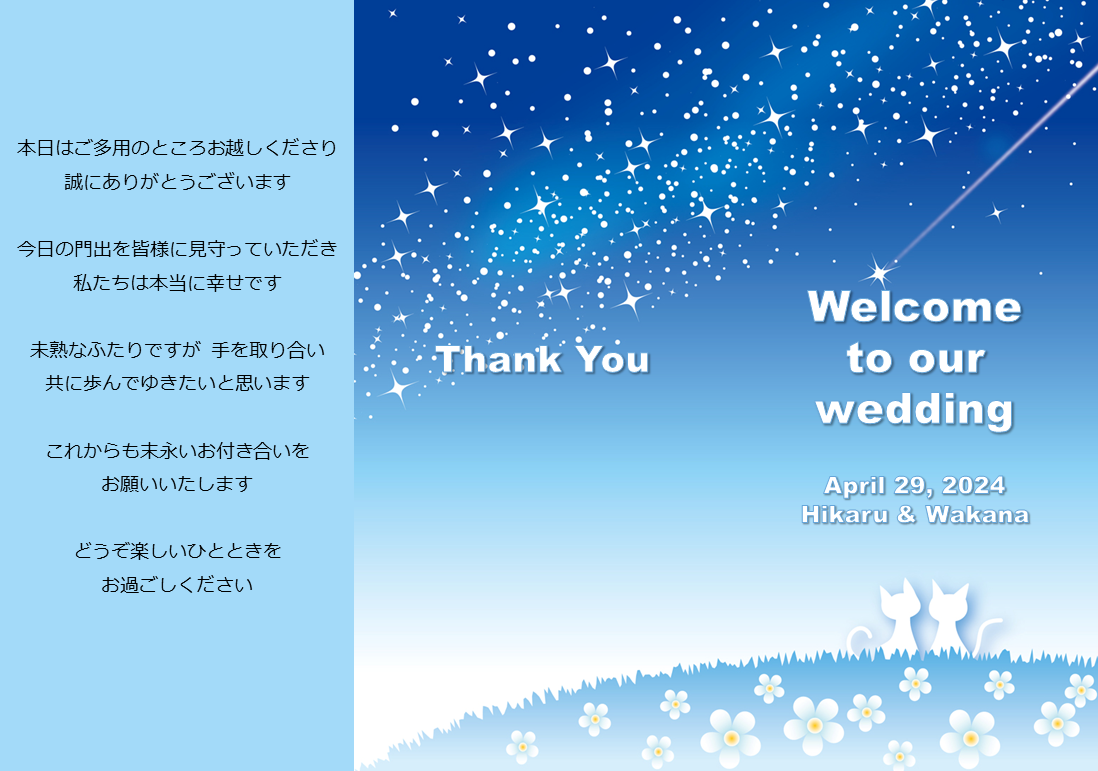 本日はご多用のところお越しくださり
誠にありがとうございます
今日の門出を皆様に見守っていただき
私たちは本当に幸せです
未熟なふたりですが 手を取り合い
共に歩んでゆきたいと思います
これからも末永いお付き合いを
お願いいたします
どうぞ楽しいひとときを
お過ごしください
Thank You
Welcome
to our
wedding
April 29, 2024
Hikaru & Wakana